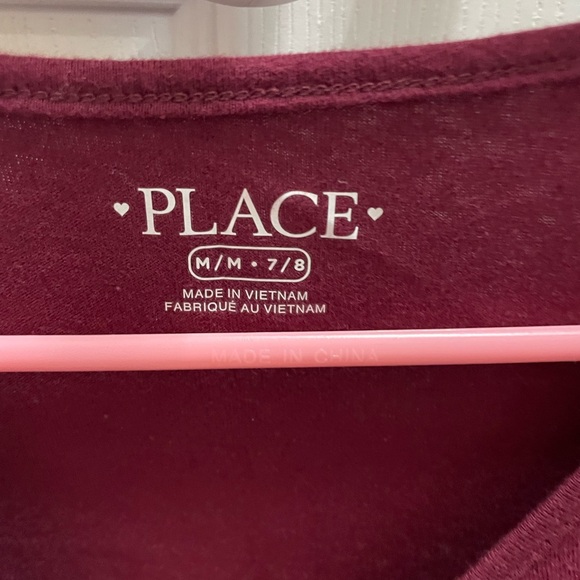 ♥PLACE♥
M/M • 7/8
MADE IN VIETNAM
FABRIQUÉ AU VIETNAM
MADE IN CHINA